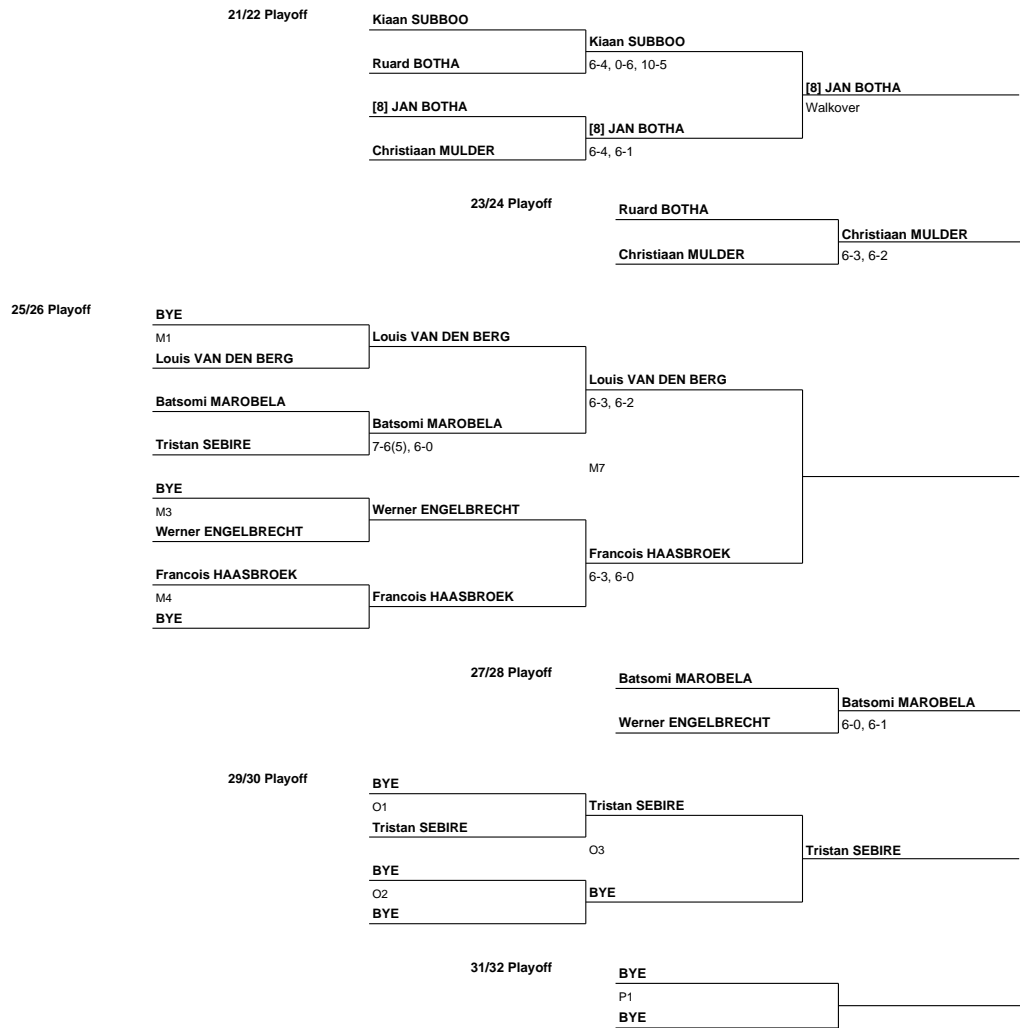 21/22 Playoff
Kiaan SUBBOO
Kiaan SUBBOO
Ruard BOTHA
6-4, 0-6, 10-5
[8] JAN BOTHA
[8] JAN BOTHA
Walkover
[8] JAN BOTHA
Christiaan MULDER
6-4, 6-1
23/24 Playoff
Ruard BOTHA
Christiaan MULDER
Christiaan MULDER
6-3, 6-2
25/26 Playoff
BYE
M1
Louis VAN DEN BERG
Louis VAN DEN BERG
Louis VAN DEN BERG
6-3, 6-2
Batsomi MAROBELA
Batsomi MAROBELA
Tristan SEBIRE
7-6(5), 6-0
M7
BYE
M3
Werner ENGELBRECHT
Werner ENGELBRECHT
Francois HAASBROEK
6-3, 6-0
Francois HAASBROEK
M4
Francois HAASBROEK
BYE
27/28 Playoff
Batsomi MAROBELA
Batsomi MAROBELA
Werner ENGELBRECHT
6-0, 6-1
29/30 Playoff
BYE
O1
Tristan SEBIRE
Tristan SEBIRE
O3
Tristan SEBIRE
BYE
O2
BYE
BYE
31/32 Playoff
BYE
P1
BYE